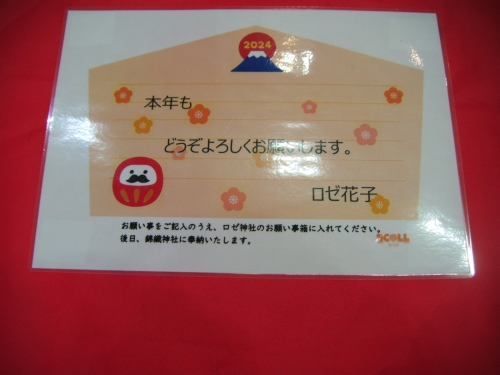 2024
本年も
どうぞよろしくお願いします。
ロゼ花子
お願い事をご記入のうえ、ロゼ神社のお願い事箱に入れてください。
後日、錦織神社に奉納いたします。